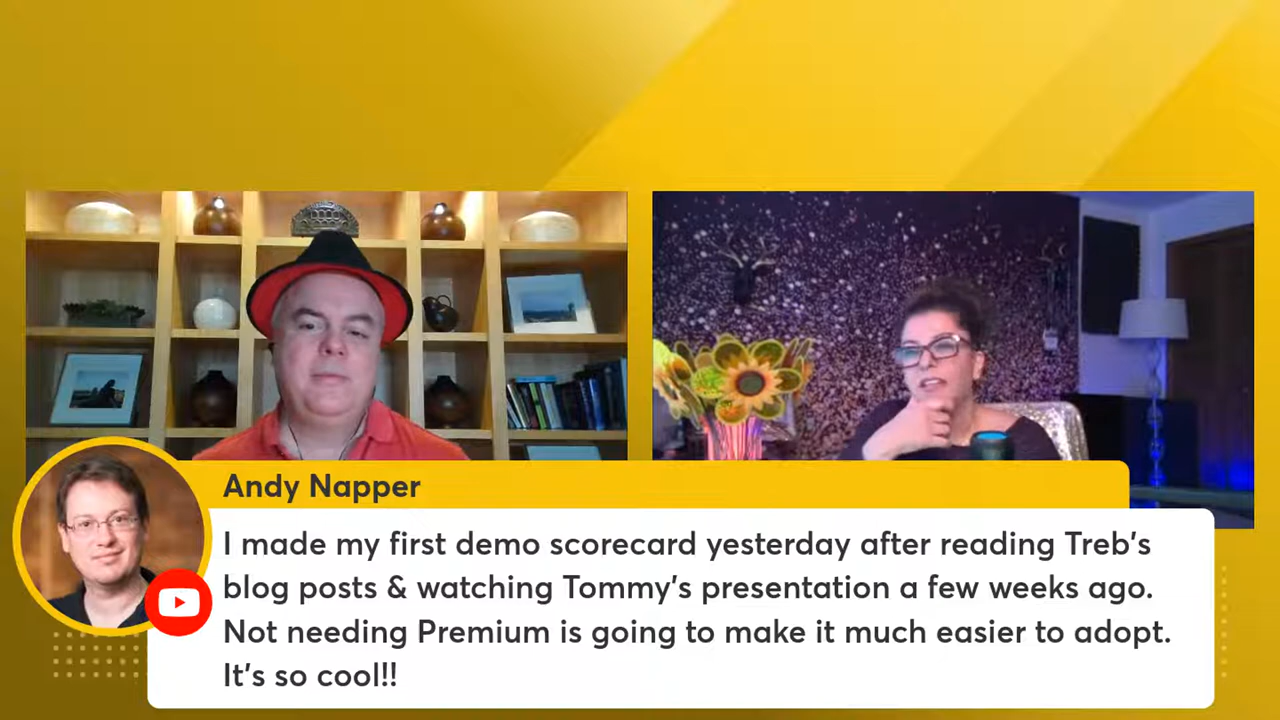 Andy Napper
I made my first demo scorecard yesterday after reading Treb's
blog posts & watching Tommy's presentation a few weeks ago.
Not needing Premium is going to make it much easier to adopt.
It's so cool!!